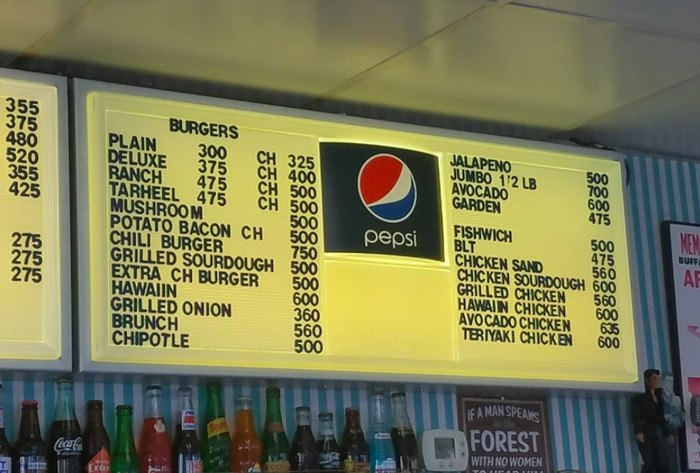 355
375
480
520
355
425
275
275
275
BURGERS
PLAIN 300 CH 325
DELUXE 375 CH 400
RANCH 475 CH 500
TARHEEL 475 CH 500
MUSHROOM 500
POTATO BACON CH 500
CHILI BURGER 750
GRILLED SOURDOUGH 500
EXTRA CH BURGER 500
HAWAIIN 600
GRILLED ONION 360
BRUNCH 560
CHIPOTLE 500
pepsi
JALAPENO 500
JUMBO 1/2 LB 700
AVOCADO 600
GARDEN 475
FISHWICH 500
BLT 475
CHICKEN SAND 560
CHICKEN SOURDOUGH 600
GRILLED CHICKEN 560
HAWAIIN CHICKEN 600
AVOCADO CHICKEN 635
TERIYAKI CHICKEN 600
Coca-Cola
IF A MAN SPEAKS
FOREST
WITH NO WOMEN